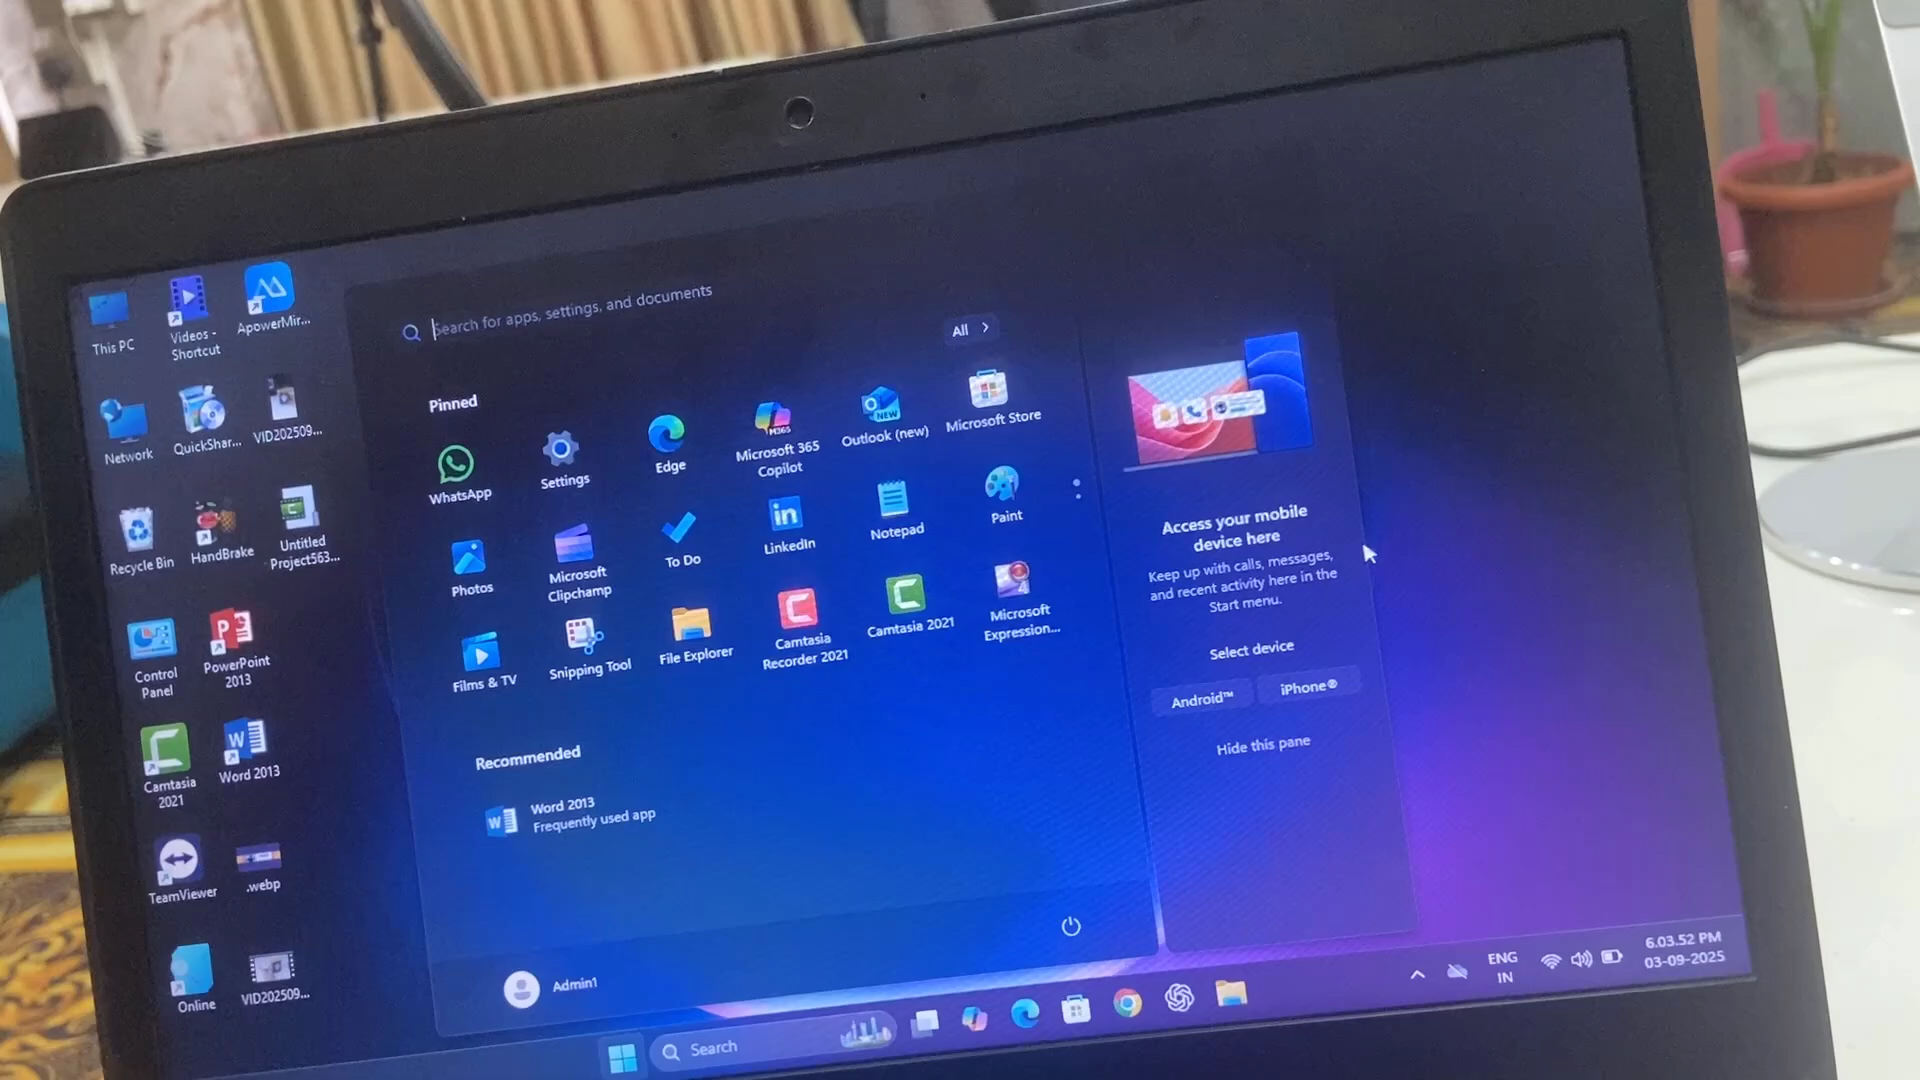 This PC
Videos -
Shortcut
ApowerMir...
Network
QuickShar...
VID202509...
Recycle Bin
HandBrake
Untitled
Project563...
Control
Panel
PowerPoint
2013
Camtasia
2021
Word 2013
TeamViewer
.webp
Online
VID202509...
Search for apps, settings, and documents
All
Pinned
WhatsApp
Settings
Edge
Microsoft 365
Copilot
M365
Outlook (new)
NEW
Microsoft Store
Photos
Microsoft
Clipchamp
To Do
LinkedIn
in
Notepad
Paint
Films & TV
Snipping Tool
File Explorer
Camtasia
Recorder 2021
Camtasia 2021
Microsoft
Expression...
Recommended
Word 2013
Frequently used app
Admin1
Access your mobile
device here
Keep up with calls, messages,
and recent activity here in the
Start menu.
Select device
Android™
iPhone®
Hide this pane
Search
ENG
IN
6.03.52 PM
03-09-2025